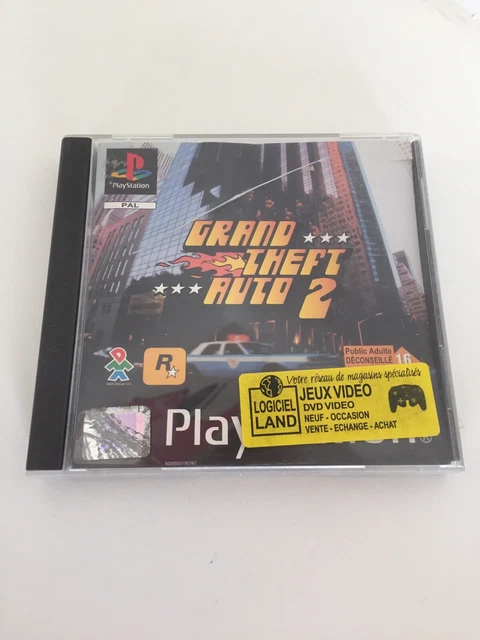 PlayStation
PAL
GRAND
THEFT
AUTO 2
R
Public Adulte
DÉCONSEILLÉ
16
Votre réseau de magasins spécialisés
LOGICIEL
LAND
JEUX VIDEO
DVD VIDEO
NEUF - OCCASION
VENTE - ECHANGE - ACHAT
Play
n®